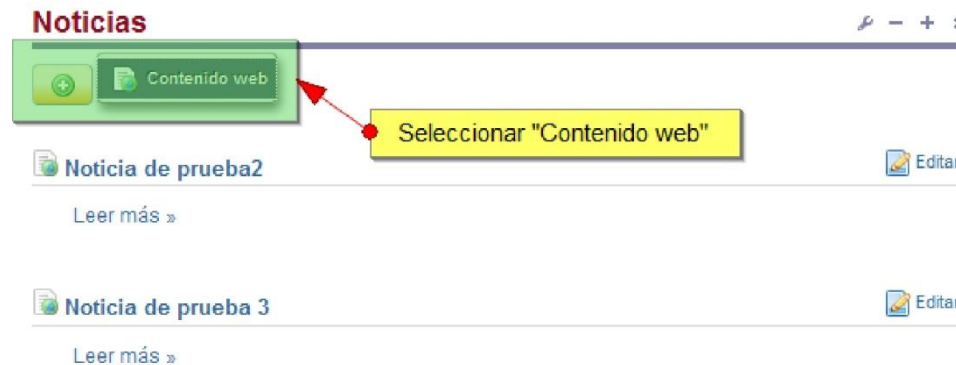 Noticias
Contenido web
Seleccionar "Contenido web"
Noticia de prueba2
Editar
Leer más »
Noticia de prueba 3
Editar
Leer más »